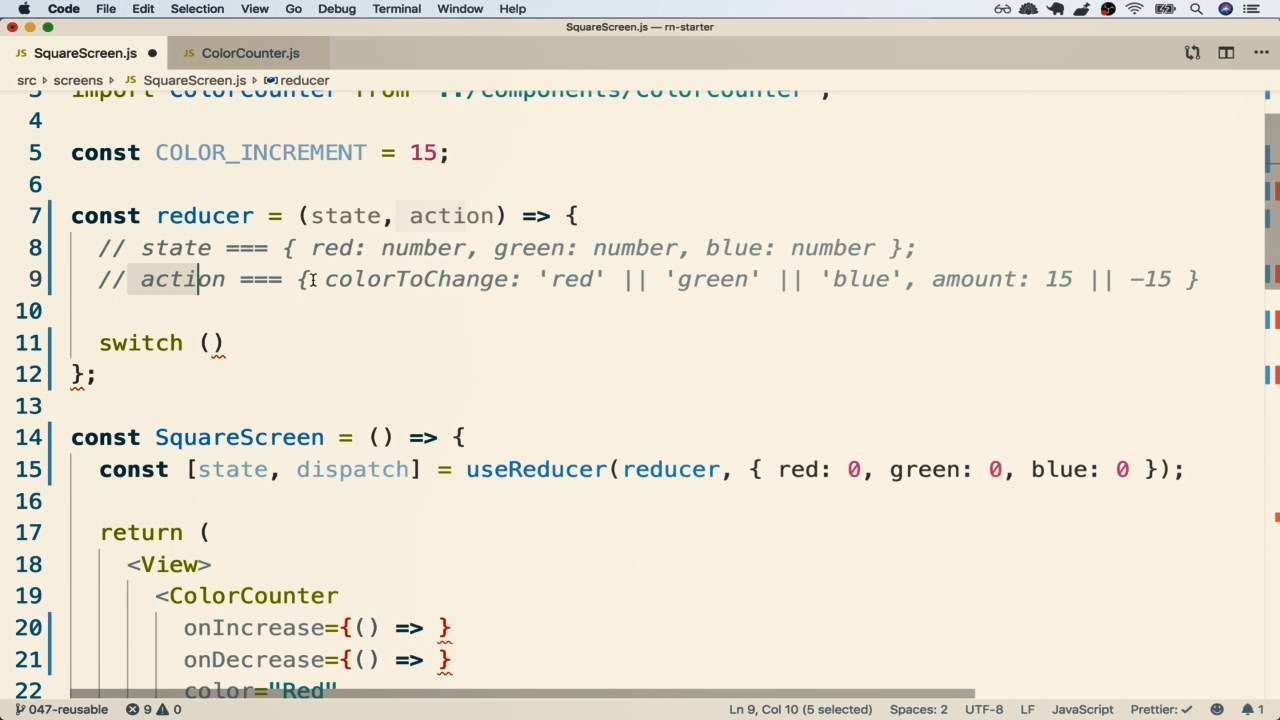 Code File Edit Selection View Go Debug Terminal Window Help
SquareScreen.js — rn-starter
JS SquareScreen.js ● JS ColorCounter.js
src › screens › JS SquareScreen.js › reducer
3 import ColorCounter from '../components/ColorCounter';
4
5 const COLOR_INCREMENT = 15;
6
7 const reducer = (state, action) => {
8 // state === { red: number, green: number, blue: number };
9 // action === { colorToChange: 'red' || 'green' || 'blue', amount: 15 || -15 }
10
11 switch ()
12 };
13
14 const SquareScreen = () => {
15 const [state, dispatch] = useReducer(reducer, { red: 0, green: 0, blue: 0 });
16
17 return (
18 <View>
19 <ColorCounter
20 onIncrease={() => }
21 onDecrease={() => }
22 color="Red"
047-reusable 9 0 Ln 9, Col 10 (5 selected) Spaces: 2 UTF-8 LF JavaScript Prettier: ✓ 1